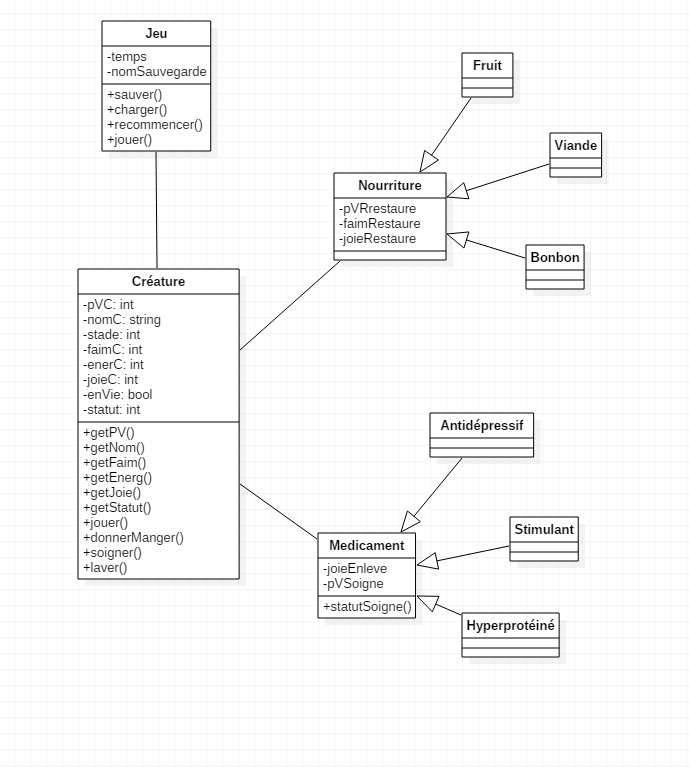 Jeu
-temps
-nomSauvegarde
+sauver()
+charger()
+recommencer()
+jouer()
Fruit
Viande
Nourriture
-pVRrestaure
-faimRestaure
-joieRestaure
Bonbon
Créature
-pVC: int
-nomC: string
-stade: int
-faimC: int
-enerC: int
-joieC: int
-enVie: bool
-statut: int
+getPV()
+getNom()
+getFaim()
+getEnerg()
+getJoie()
+getStatut()
+jouer()
+donnerManger()
+soigner()
+laver()
Antidépressif
Stimulant
Medicament
-joieEnleve
-pVSoigne
+statutSoigne()
Hyperprotéiné